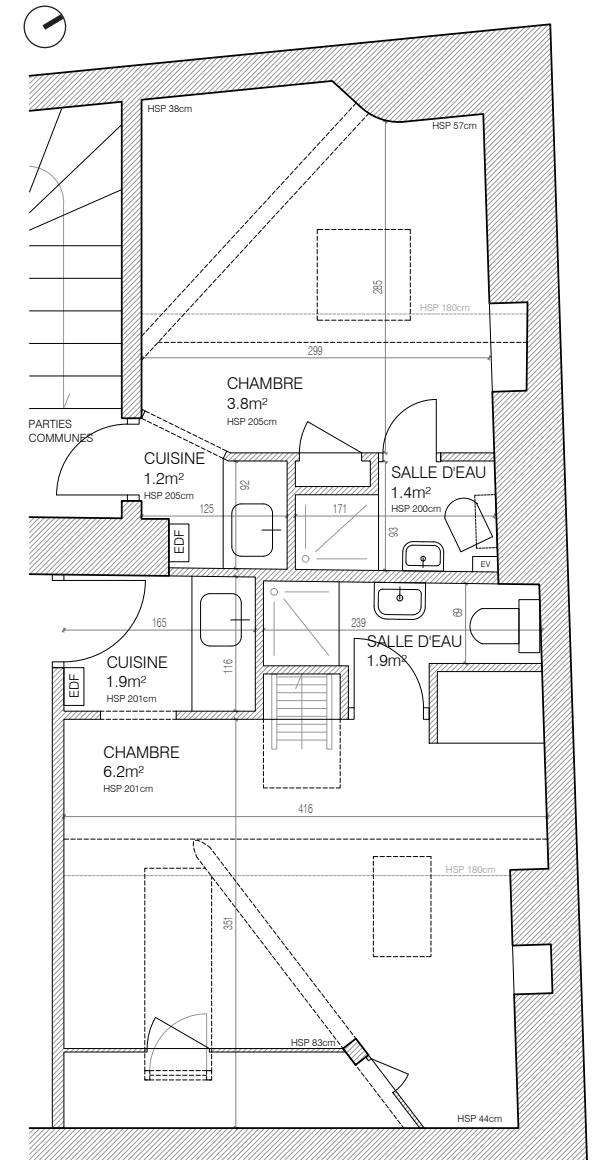 HSP 38cm
HSP 57cm
285
HSP 180cm
299
CHAMBRE
3.8m²
HSP 205cm
PARTIES
COMMUNES
CUISINE
1.2m²
HSP 205cm
SALLE D'EAU
1.4m²
HSP 200cm
92
125
171
93
EDF
EV
165
239
69
SALLE D'EAU
1.9m²
CUISINE
1.9m²
HSP 201cm
116
EDF
CHAMBRE
6.2m²
HSP 201cm
416
HSP 180cm
351
HSP 83cm
HSP 44cm